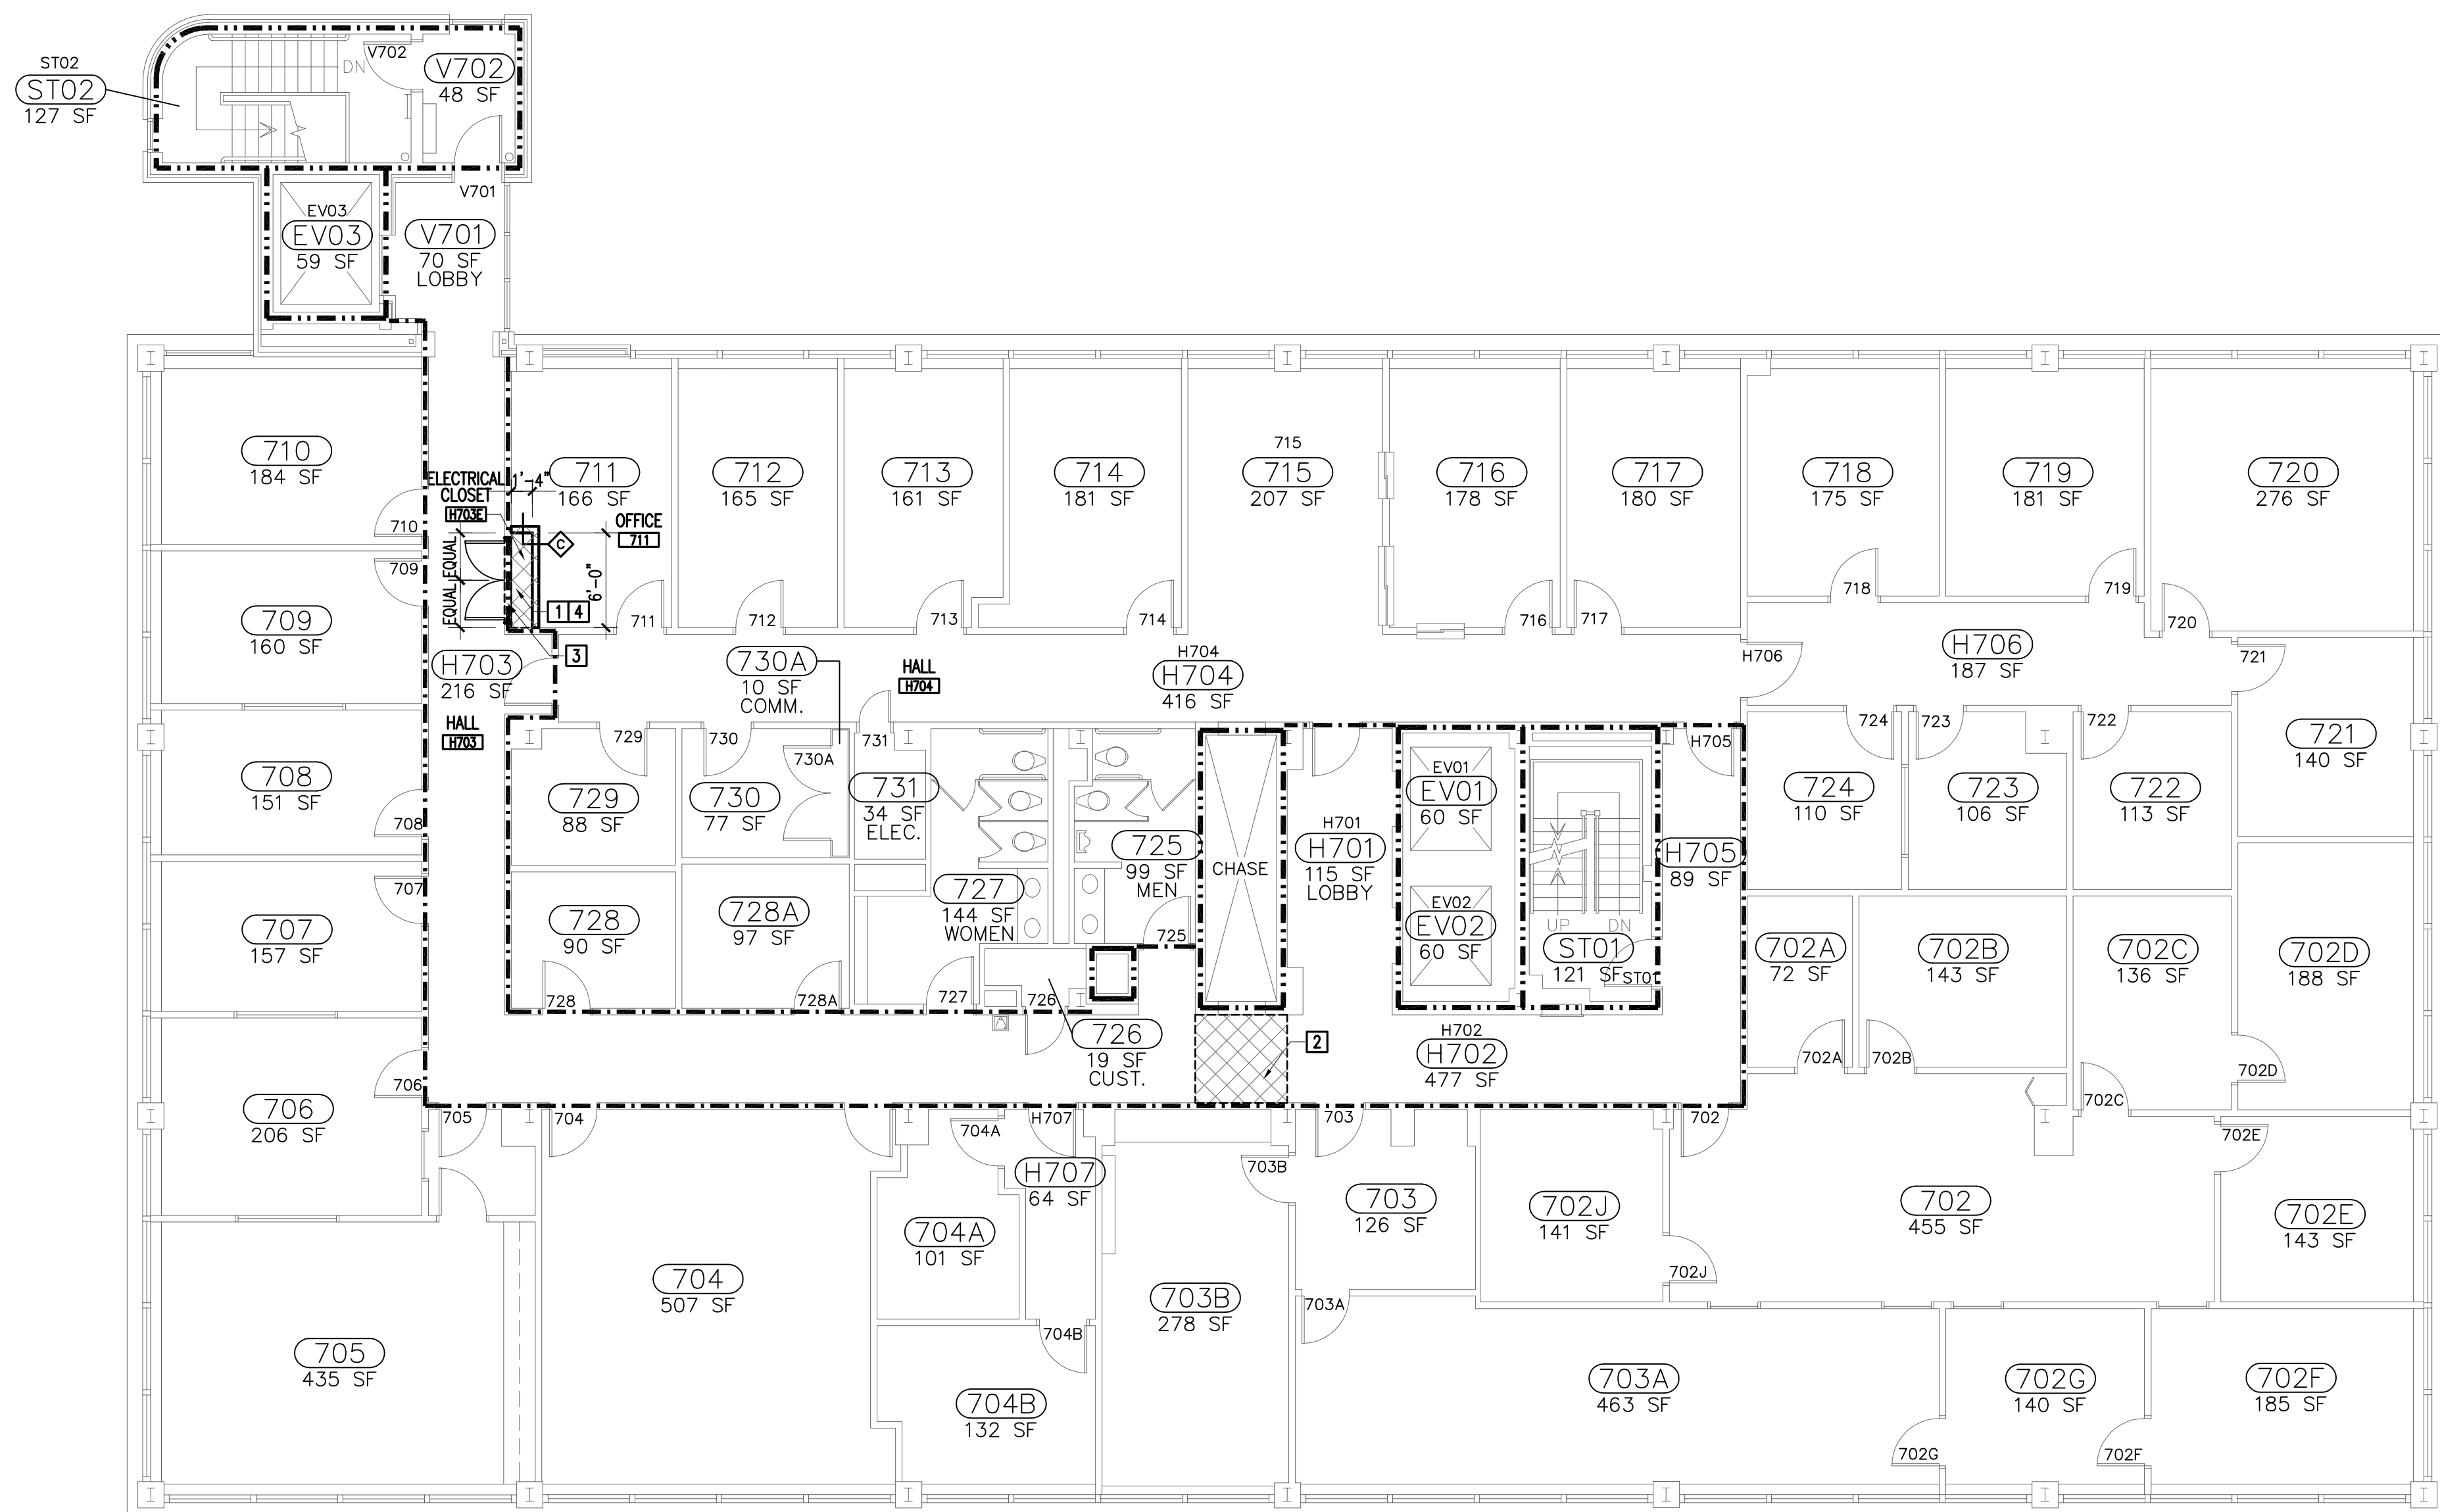 V702
ST02
ST02
127 SF
DN
V702
48 SF
V701
EV03
EV03
59 SF
V701
70 SF
LOBBY
710
184 SF
710
ELECTRICAL
CLOSET
H703E
1'-4"
EQUAL
EQUAL
6'-0"
C
OFFICE
711
1 4
3
711
166 SF
711
712
165 SF
712
713
161 SF
713
714
181 SF
714
715
715
207 SF
716
178 SF
716
717
180 SF
717
718
175 SF
718
719
181 SF
719
720
276 SF
720
709
709
160 SF
H703
216 SF
HALL
H703
730A
10 SF
COMM.
HALL
H704
H704
H704
416 SF
H706
H706
187 SF
721
721
140 SF
708
151 SF
708
729
729
88 SF
730
730
77 SF
730A
731
731
34 SF
ELEC.
727
144 SF
WOMEN
727
725
99 SF
MEN
725
CHASE
H701
H701
115 SF
LOBBY
EV01
EV01
60 SF
EV02
EV02
60 SF
UP
DN
ST01
121 SF
ST01
H705
H705
89 SF
724
724
110 SF
723
723
106 SF
722
722
113 SF
707
707
157 SF
728
90 SF
728
728A
97 SF
728A
726
726
19 SF
CUST.
2
H702
H702
477 SF
702A
72 SF
702A
702B
143 SF
702B
702C
136 SF
702C
702D
188 SF
702D
706
706
206 SF
705
704
704A
H707
H707
64 SF
703B
703
703
126 SF
702
702J
141 SF
702J
702
455 SF
702E
702E
143 SF
705
435 SF
704
507 SF
704A
101 SF
704B
704B
132 SF
703B
278 SF
703A
703A
463 SF
702G
702G
140 SF
702F
702F
185 SF